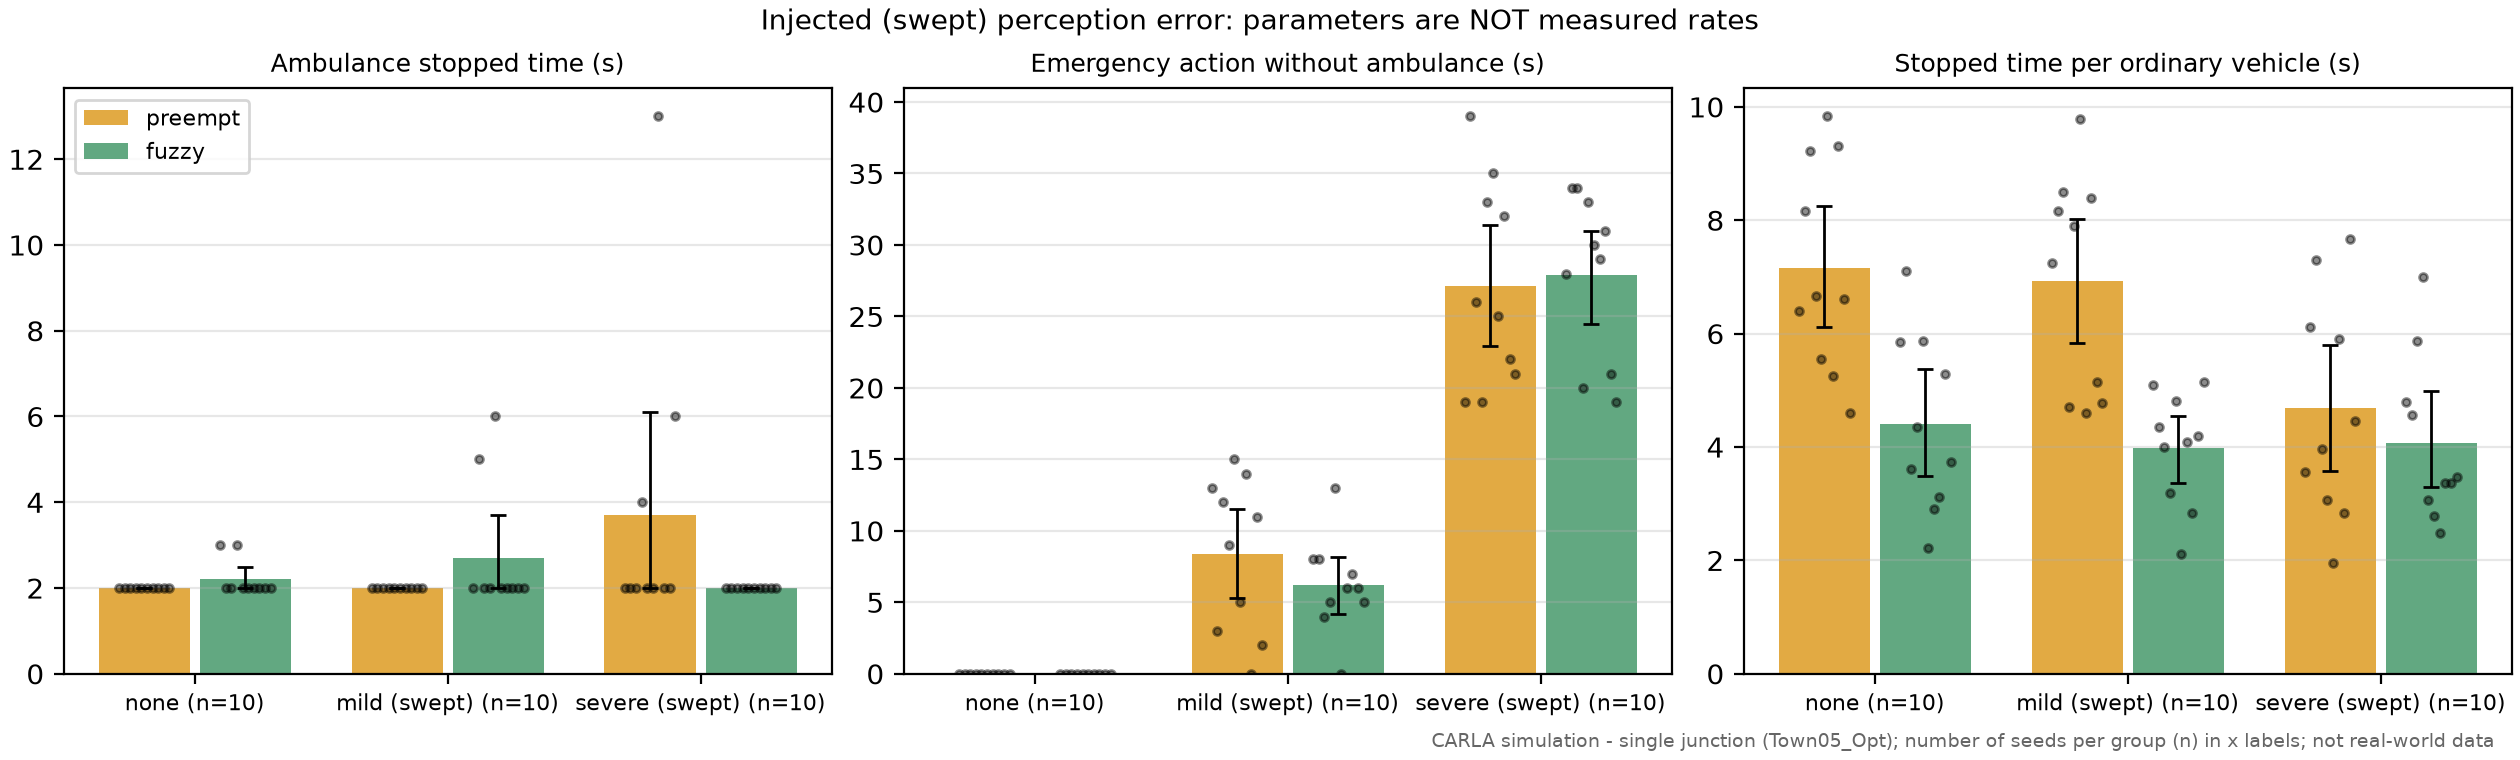 Injected (swept) perception error: parameters are NOT measured rates
Ambulance stopped time (s)
preempt
fuzzy
12
10
8
6
4
2
0
none (n=10)
mild (swept) (n=10)
severe (swept) (n=10)
Emergency action without ambulance (s)
40
35
30
25
20
15
10
5
0
none (n=10)
mild (swept) (n=10)
severe (swept) (n=10)
Stopped time per ordinary vehicle (s)
10
8
6
4
2
0
none (n=10)
mild (swept) (n=10)
severe (swept) (n=10)
CARLA simulation - single junction (Town05_Opt); number of seeds per group (n) in x labels; not real-world data